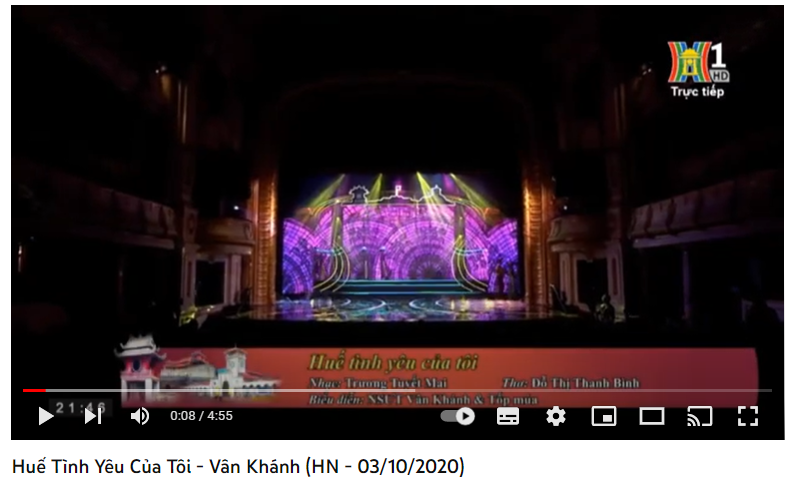 1
HD
Trực tiếp
Huế tình yêu của tôi
Nhạc: Trương Tuyết Mai Thơ: Đỗ Thị Thanh Bình
Biểu diễn: NSƯT Vân Khánh & Tốp múa
21:46
0:08 / 4:55
Huế Tình Yêu Của Tôi - Vân Khánh (HN - 03/10/2020)